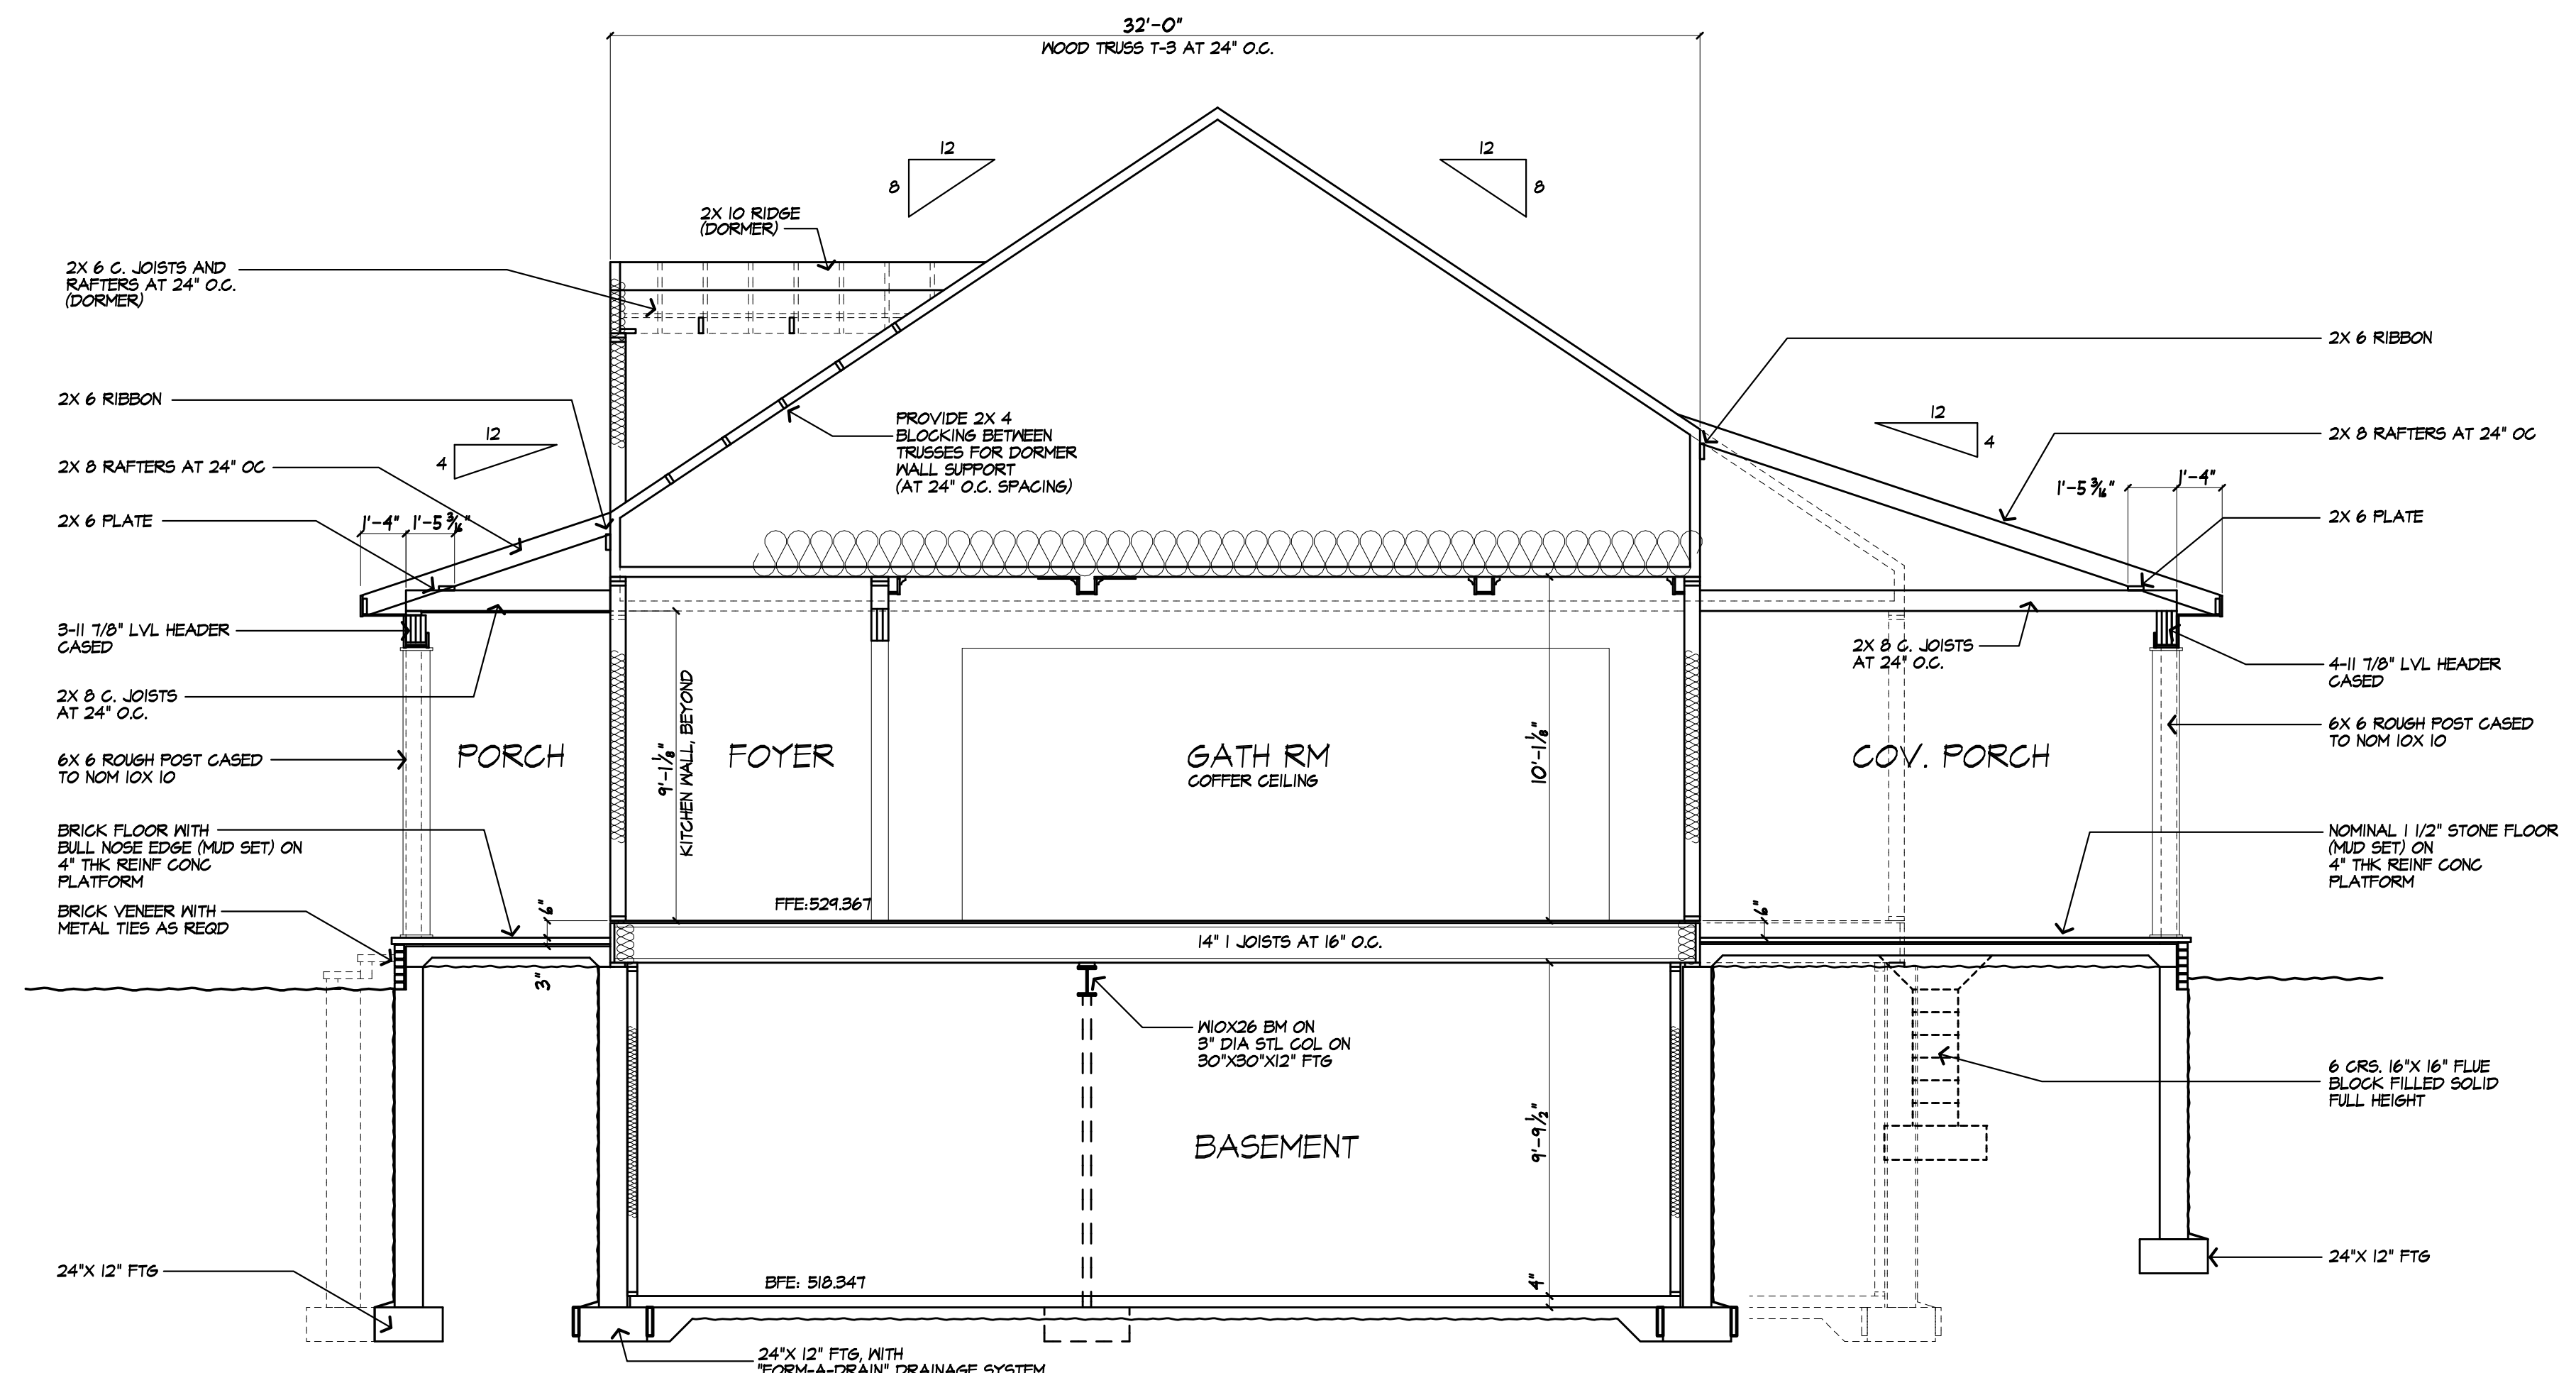 32'-0"
WOOD TRUSS T-3 AT 24" O.C.
12
8
12
8
2X 10 RIDGE
(DORMER)
2X 6 C. JOISTS AND
RAFTERS AT 24" O.C.
(DORMER)
2X 6 RIBBON
12
4
2X 8 RAFTERS AT 24" OC
2X 6 PLATE
1'-4"
1'-5 3/16"
3-11 7/8" LVL HEADER
CASED
2X 8 C. JOISTS
AT 24" O.C.
6X 6 ROUGH POST CASED
TO NOM 10X 10
BRICK FLOOR WITH
BULL NOSE EDGE (MUD SET) ON
4" THK REINF CONC
PLATFORM
BRICK VENEER WITH
METAL TIES AS REQD
24"X 12" FTG
PROVIDE 2X 4
BLOCKING BETWEEN
TRUSSES FOR DORMER
WALL SUPPORT
(AT 24" O.C. SPACING)
PORCH
9'-1 1/8"
KITCHEN WALL, BEYOND
FOYER
GATH RM
COFFER CEILING
10'-1 1/8"
FFE:529.367
6"
3"
14" I JOISTS AT 16" O.C.
6"
W10X26 BM ON
3" DIA STL COL ON
30"X30"X12" FTG
BASEMENT
9'-9 1/2"
4"
BFE: 518.347
24"X 12" FTG, WITH
"FORM-A-DRAIN" DRAINAGE SYSTEM
COV. PORCH
2X 8 C. JOISTS
AT 24" O.C.
12
4
1'-5 3/16"
1'-4"
2X 6 RIBBON
2X 8 RAFTERS AT 24" OC
2X 6 PLATE
4-11 7/8" LVL HEADER
CASED
6X 6 ROUGH POST CASED
TO NOM 10X 10
NOMINAL 1 1/2" STONE FLOOR
(MUD SET) ON
4" THK REINF CONC
PLATFORM
6 CRS. 16"X 16" FLUE
BLOCK FILLED SOLID
FULL HEIGHT
24"X 12" FTG